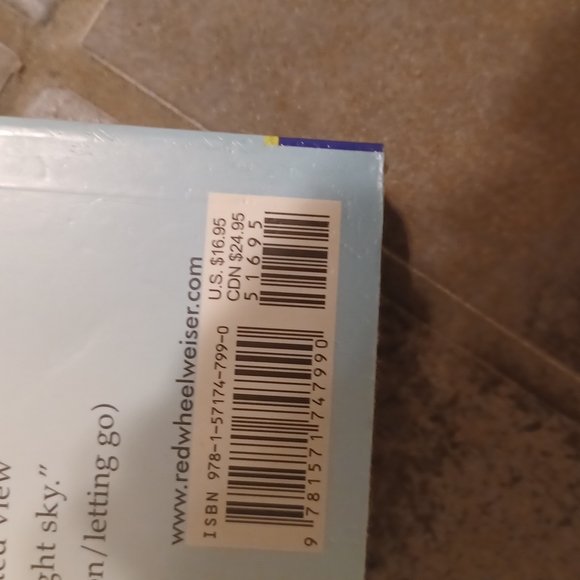 view
ght sky.”
on/letting go)
www.redwheelweiser.com
ISBN 978-1-57174-799-0
U.S. $16.95
CDN $24.95
51695
9 781571 747990